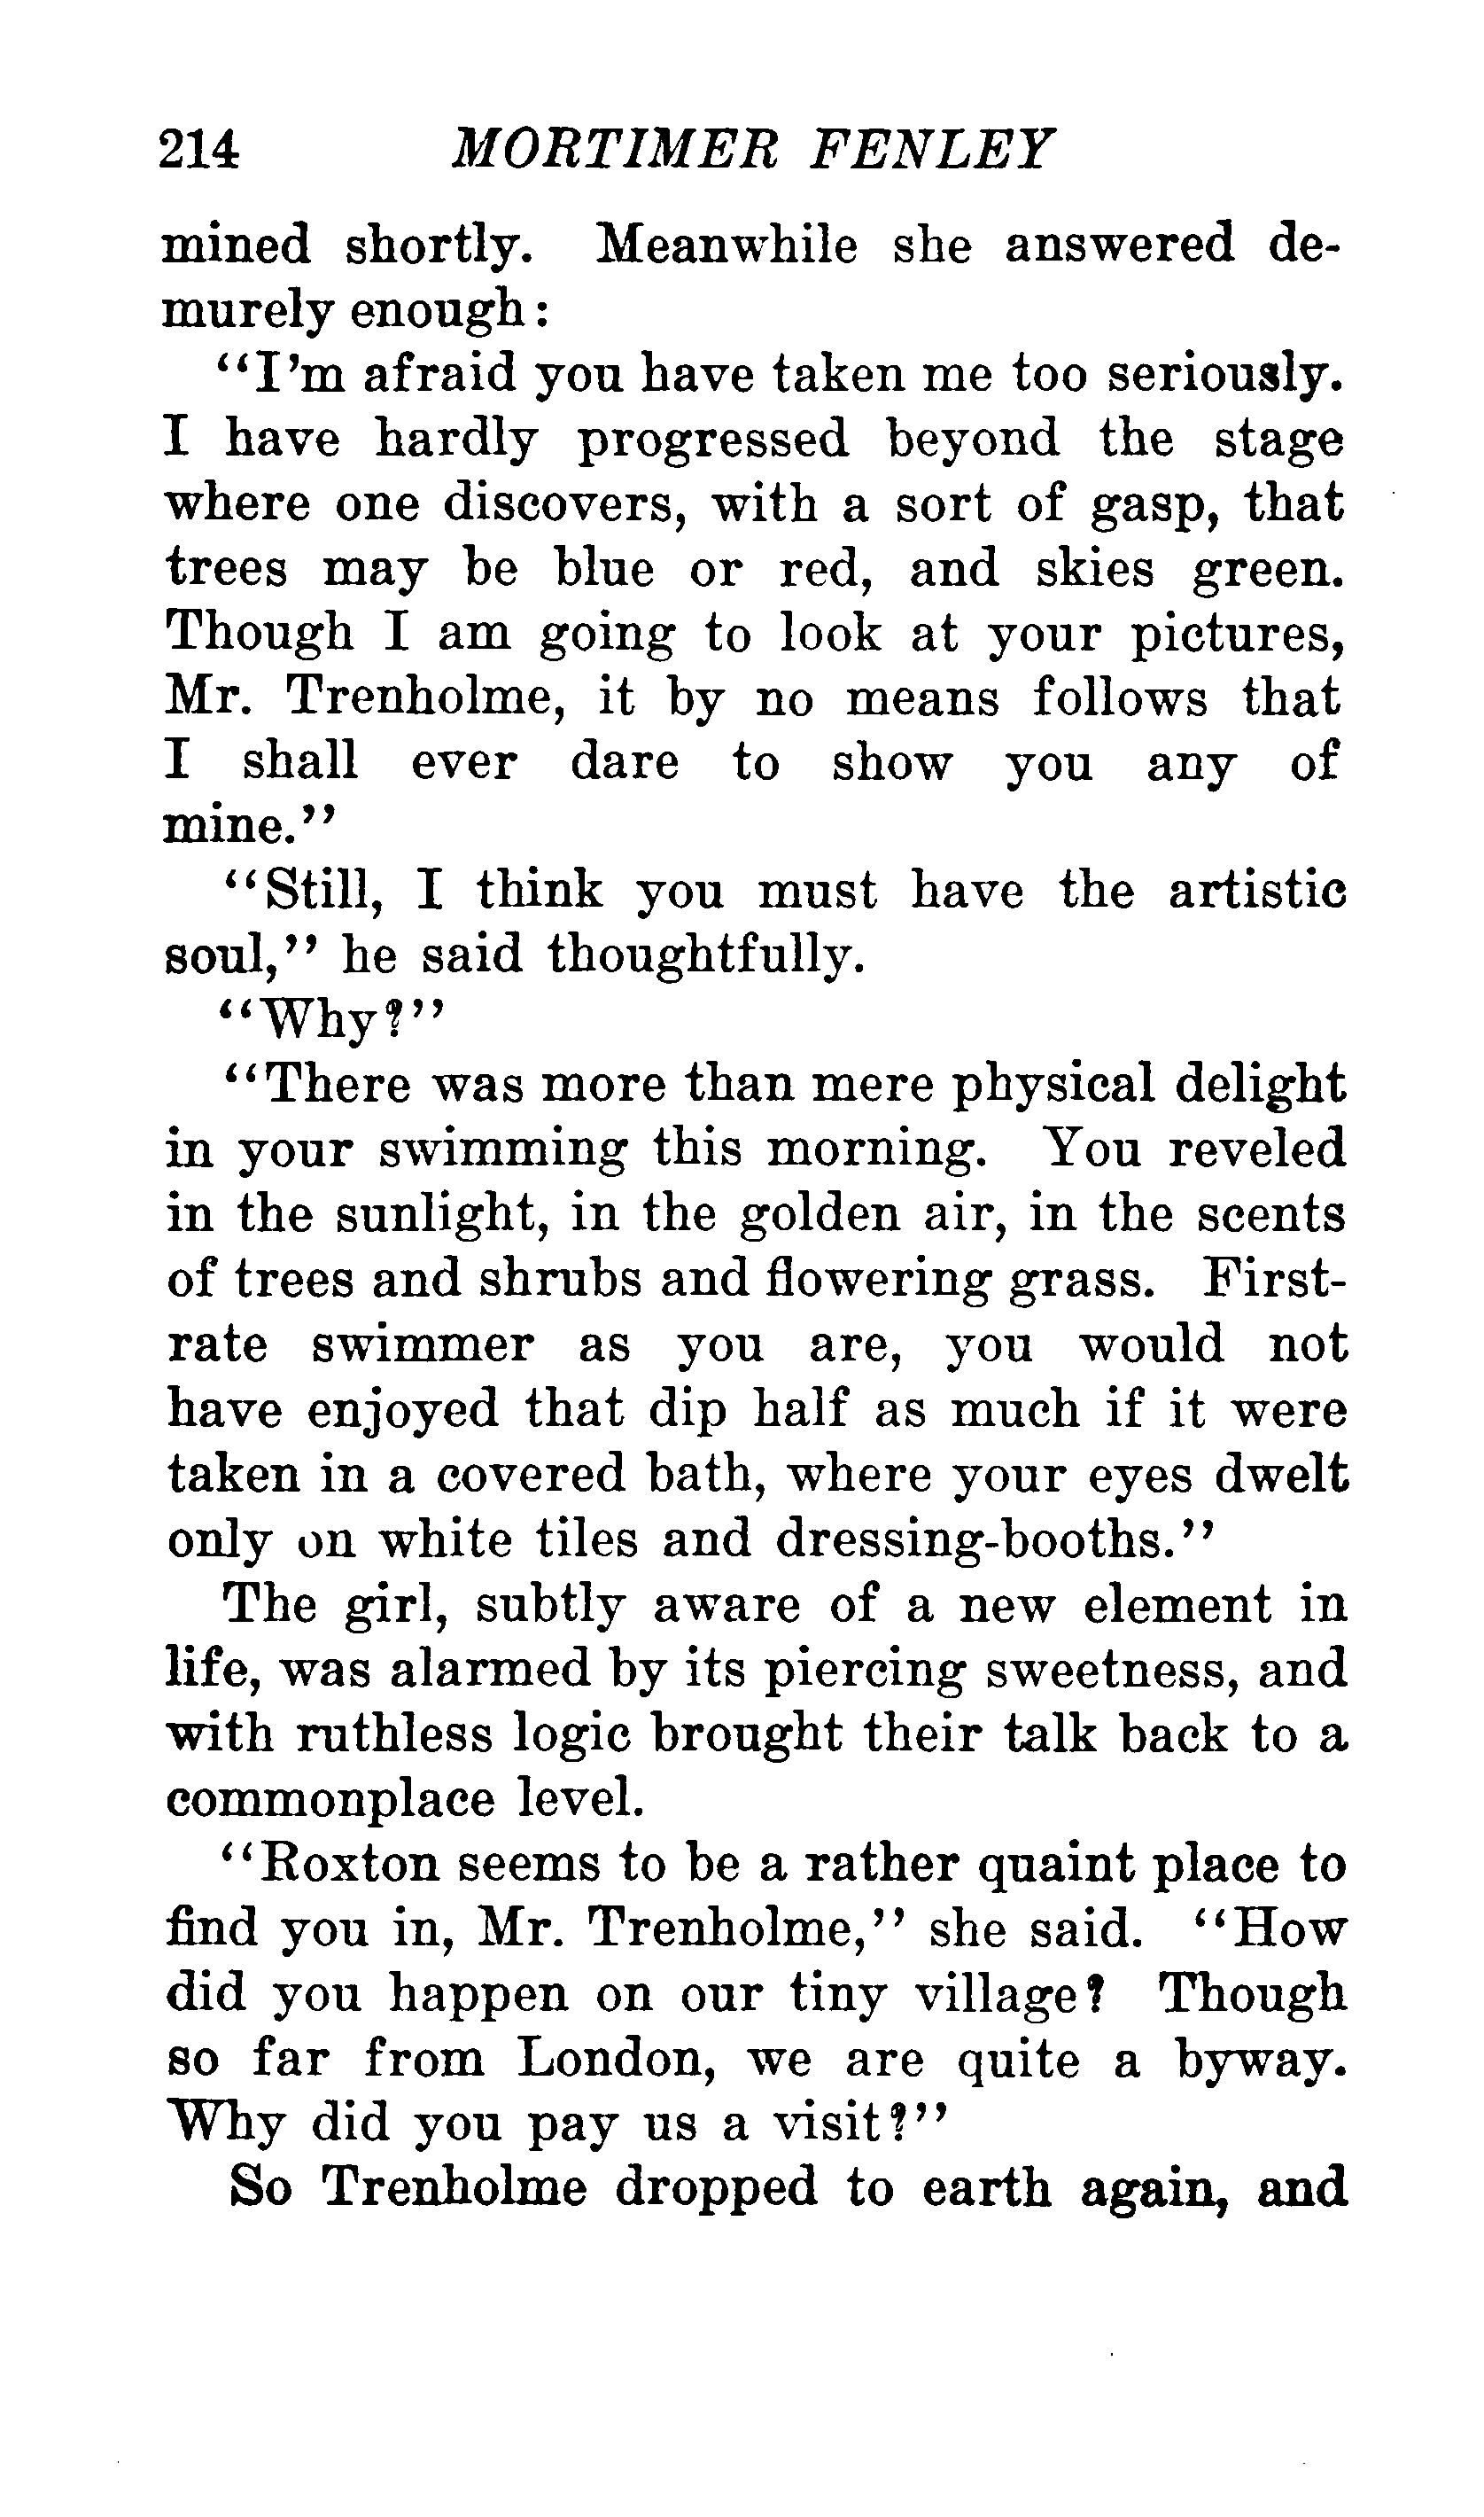 214 MORTIMER FENLEY
mined shortly. Meanwhile she answered de-
murely enough:
"I'm afraid you have taken me too seriously.
I have hardly progressed beyond the stage
where one discovers, with a sort of gasp, that
trees may be blue or red, and skies green.
Though I am going to look at your pictures,
Mr. Trenholme, it by no means follows that
I shall ever dare to show you any of
mine."
"Still, I think you must have the artistic
soul," he said thoughtfully.
"Why?"
"There was more than mere physical delight
in your swimming this morning. You reveled
in the sunlight, in the golden air, in the scents
of trees and shrubs and flowering grass. First-
rate swimmer as you are, you would not
have enjoyed that dip half as much if it were
taken in a covered bath, where your eyes dwelt
only on white tiles and dressing-booths."
The girl, subtly aware of a new element in
life, was alarmed by its piercing sweetness, and
with ruthless logic brought their talk back to a
commonplace level.
"Roxton seems to be a rather quaint place to
find you in, Mr. Trenholme," she said. "How
did you happen on our tiny village? Though
so far from London, we are quite a byway.
Why did you pay us a visit?"
So Trenholme dropped to earth again, and